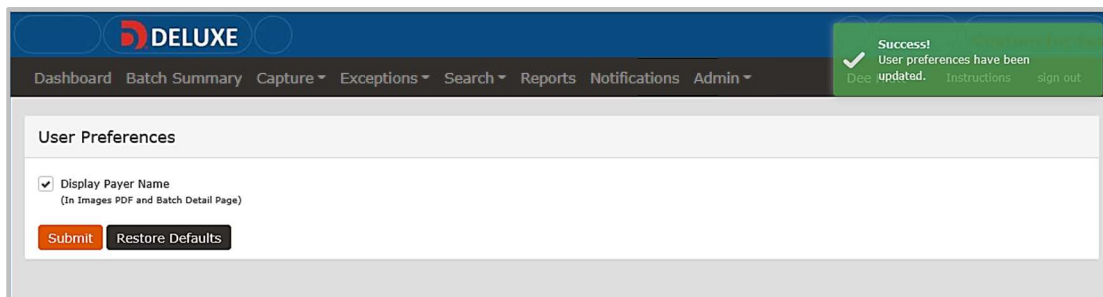 DELUXE
Success!
User preferences have been
updated.
Dashboard Batch Summary Capture Exceptions Search Reports Notifications Admin
Dee Instructions sign out
User Preferences
Display Payer Name
(In Images PDF and Batch Detail Page)
Submit Restore Defaults